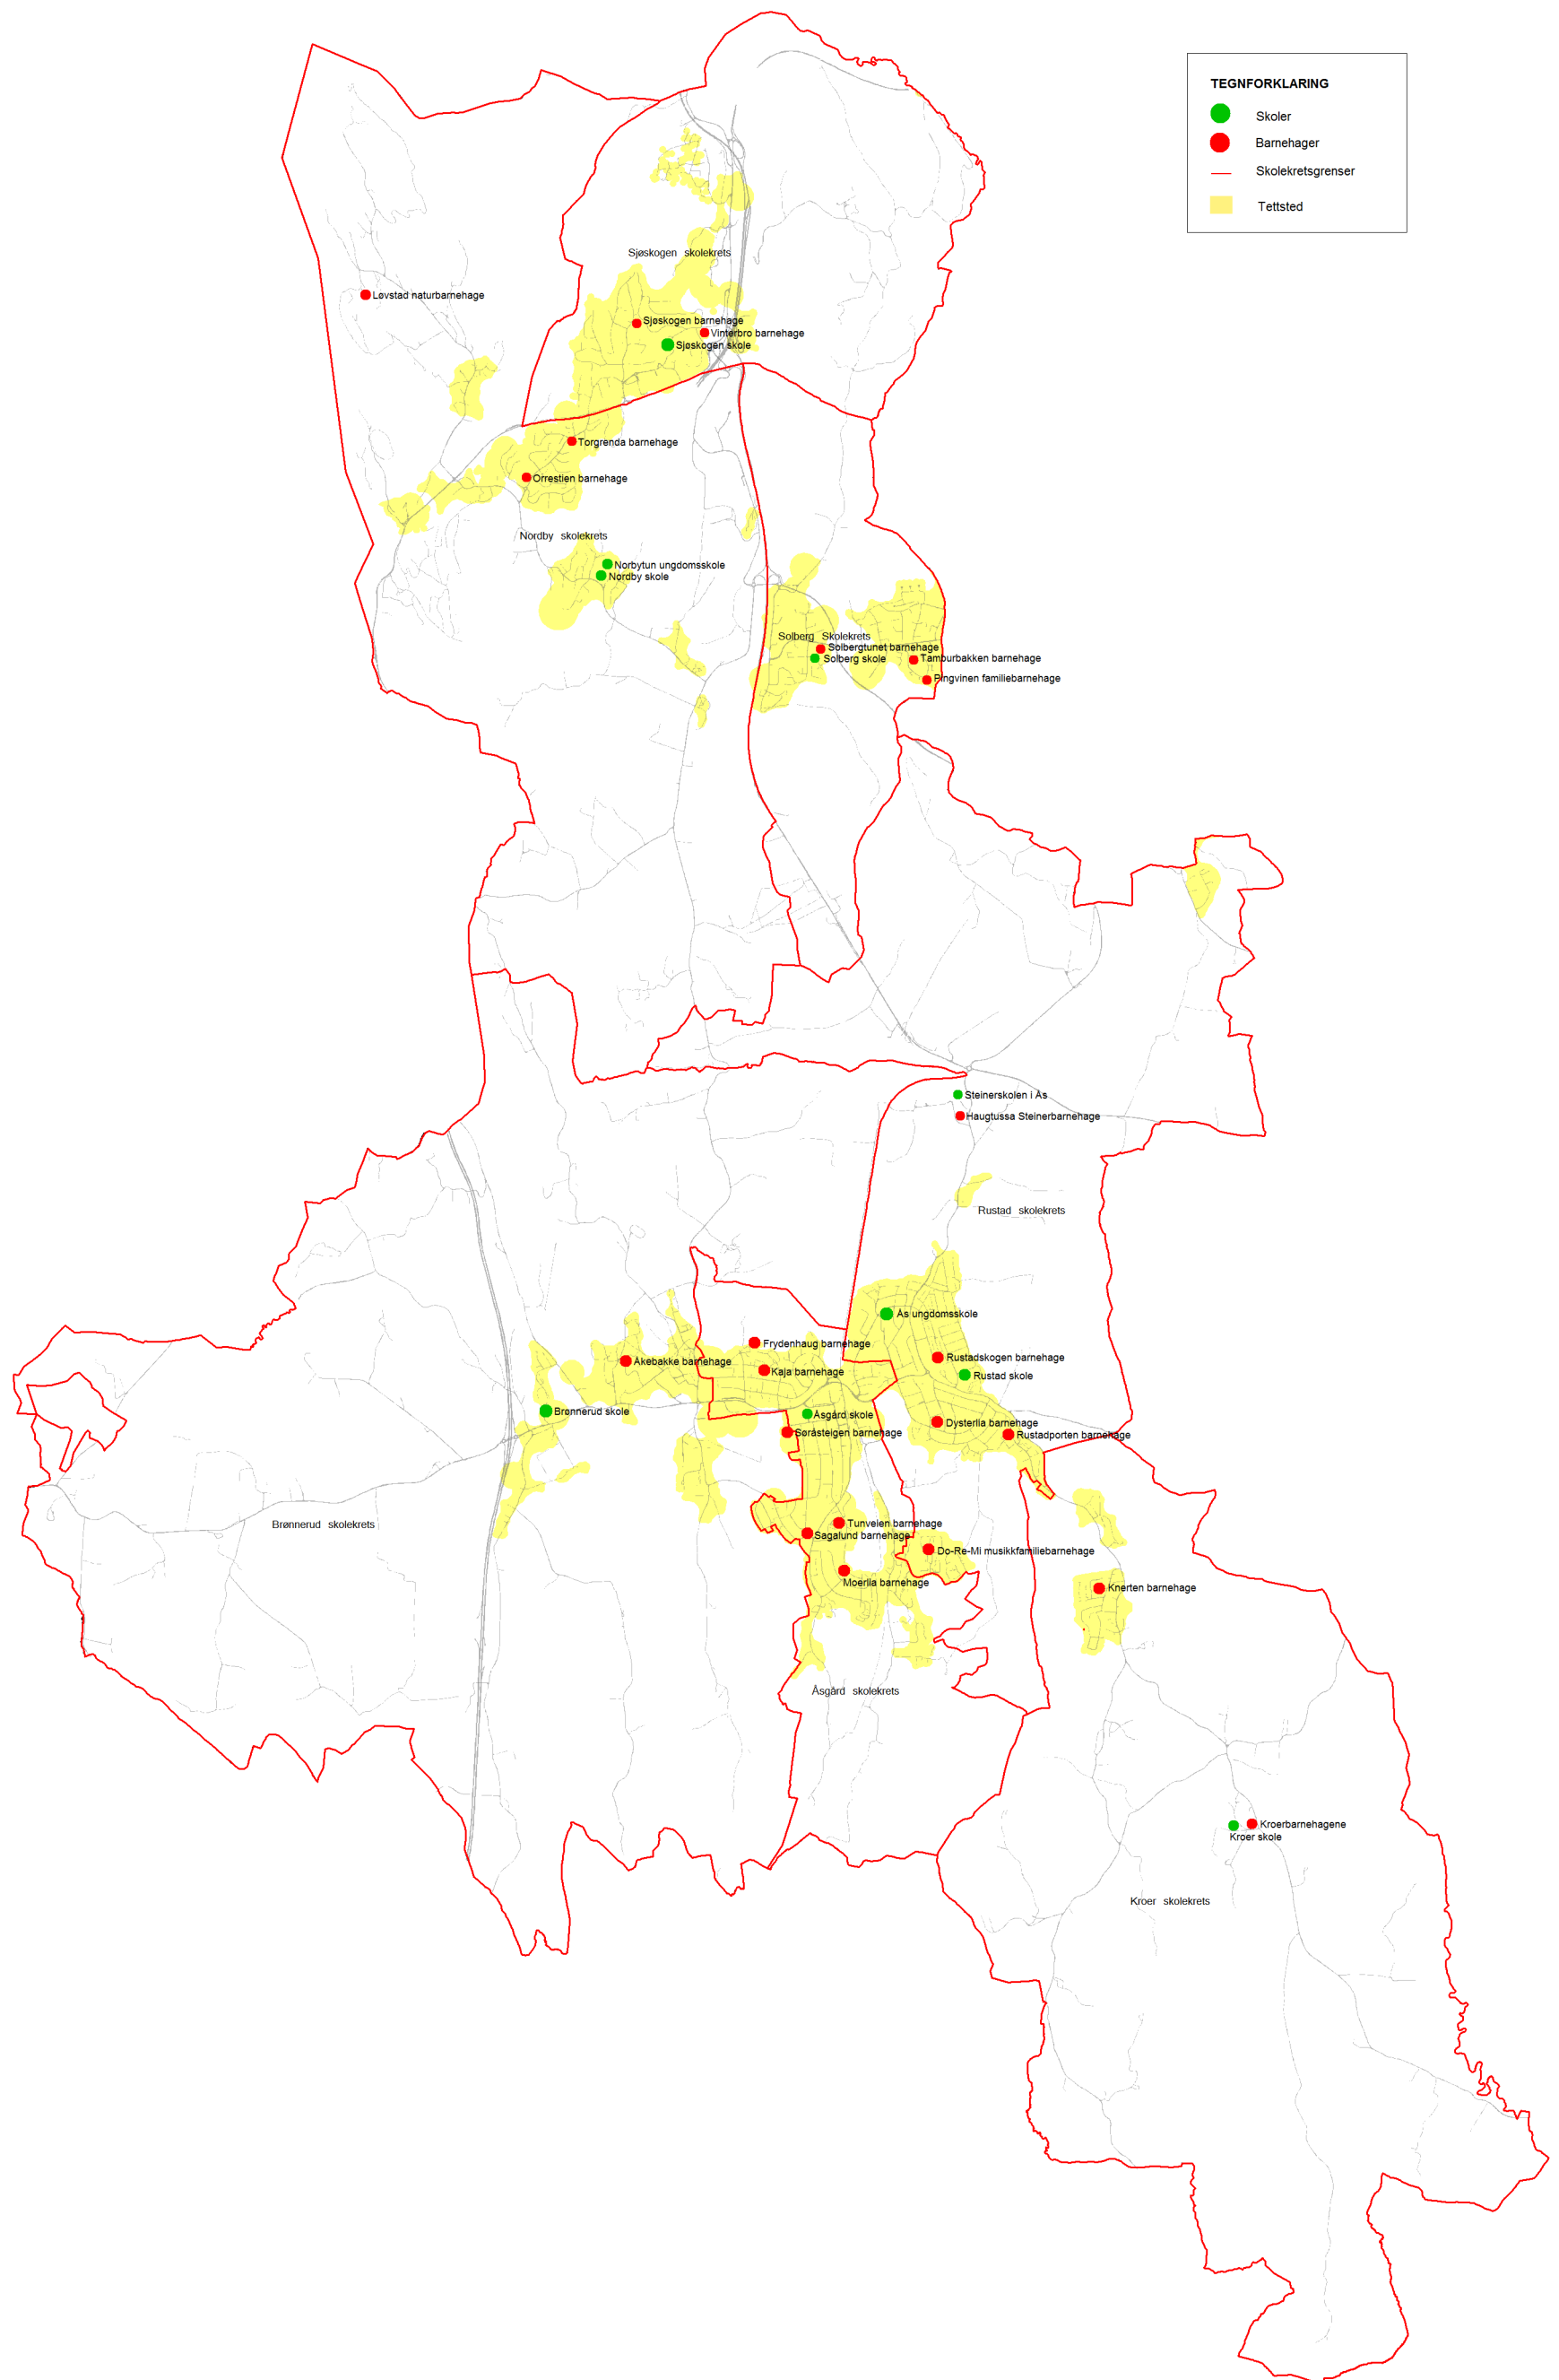 TEGNFORKLARING
Skoler
Barnehager
Skolekretsgrenser
Tettsted
Sjøskogen skolekrets
Løvstad naturbarnehage
Sjøskogen barnehage
Vinterbro barnehage
Sjøskogen skole
Torgrenda barnehage
Orrestien barnehage
Nordby skolekrets
Norbytun ungdomsskole
Nordby skole
Solberg Skolekrets
Solbergtunet barnehage
Solberg skole
Tamburbakken barnehage
Pingvinen familiebarnehage
Steinerskolen i Ås
Haugtussa Steinerbarnehage
Rustad skolekrets
Ås ungdomsskole
Frydenhaug barnehage
Rustadskogen barnehage
Åkebakke barnehage
Kaja barnehage
Rustad skole
Brønnerud skole
Åsgård skole
Dysterlia barnehage
Søråsteigen barnehage
Rustadporten barnehage
Brønnerud skolekrets
Tunveien barnehage
Sagalund barnehage
Do-Re-Mi musikkfamiliebarnehage
Moerlia barnehage
Knerten barnehage
Åsgård skolekrets
Kroerbarnehagene
Kroer skole
Kroer skolekrets